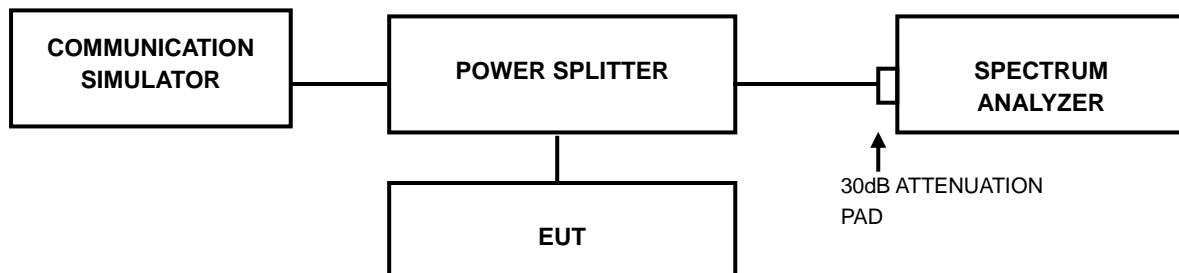 COMMUNICATION
SIMULATOR
POWER SPLITTER
SPECTRUM
ANALYZER
30dB ATTENUATION
PAD
EUT